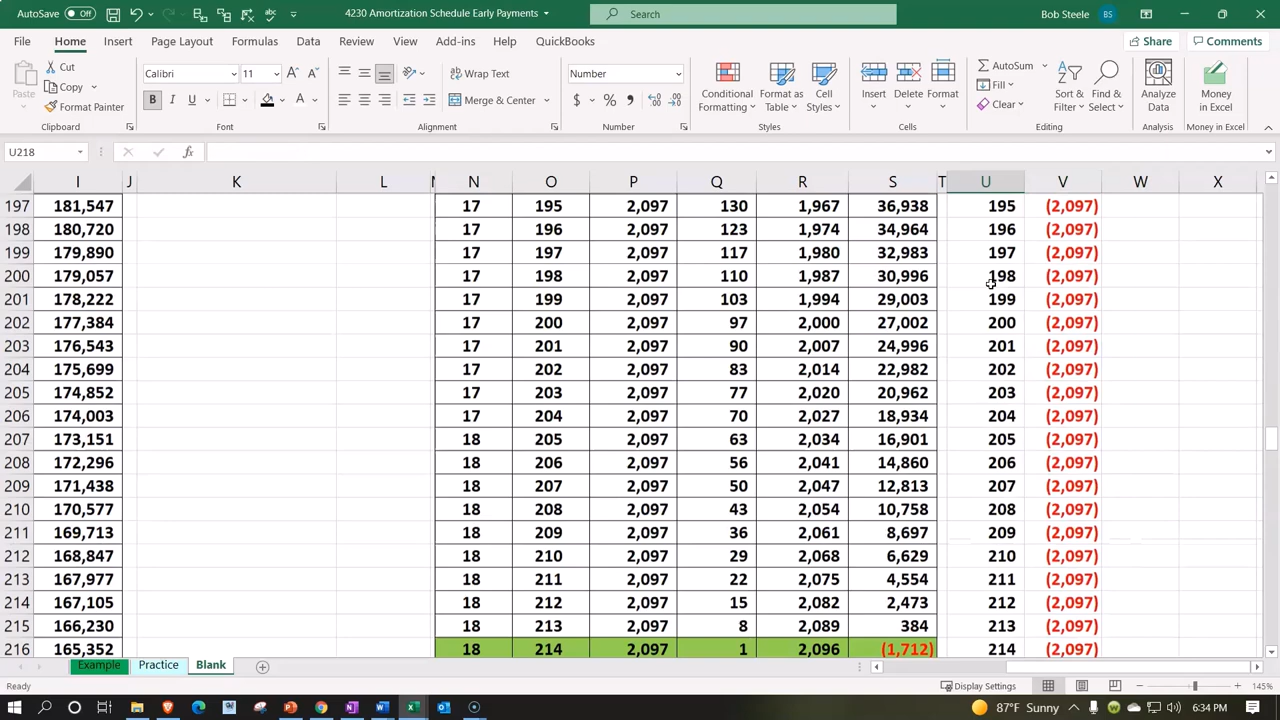 AutoSave Off 4230 Amortization Schedule Early Payments Search Bob Steele BS
File Home Insert Page Layout Formulas Data Review View Add-ins Help QuickBooks Share Comments
Paste Cut Copy Format Painter Calibri 11 B I U A Wrap Text Merge & Center Number $ % 9 Conditional Formatting Format as Table Cell Styles Insert Delete Format AutoSum Fill Clear Sort & Filter Find & Select Analyze Data Money in Excel
Clipboard Font Alignment Number Styles Cells Editing Analysis Money in Excel
U218 fx
I J K L N O P Q R S T U V W X
197 181,547 17 195 2,097 130 1,967 36,938 195 (2,097)
198 180,720 17 196 2,097 123 1,974 34,964 196 (2,097)
199 179,890 17 197 2,097 117 1,980 32,983 197 (2,097)
200 179,057 17 198 2,097 110 1,987 30,996 198 (2,097)
201 178,222 17 199 2,097 103 1,994 29,003 199 (2,097)
202 177,384 17 200 2,097 97 2,000 27,002 200 (2,097)
203 176,543 17 201 2,097 90 2,007 24,996 201 (2,097)
204 175,699 17 202 2,097 83 2,014 22,982 202 (2,097)
205 174,852 17 203 2,097 77 2,020 20,962 203 (2,097)
206 174,003 17 204 2,097 70 2,027 18,934 204 (2,097)
207 173,151 18 205 2,097 63 2,034 16,901 205 (2,097)
208 172,296 18 206 2,097 56 2,041 14,860 206 (2,097)
209 171,438 18 207 2,097 50 2,047 12,813 207 (2,097)
210 170,577 18 208 2,097 43 2,054 10,758 208 (2,097)
211 169,713 18 209 2,097 36 2,061 8,697 209 (2,097)
212 168,847 18 210 2,097 29 2,068 6,629 210 (2,097)
213 167,977 18 211 2,097 22 2,075 4,554 211 (2,097)
214 167,105 18 212 2,097 15 2,082 2,473 212 (2,097)
215 166,230 18 213 2,097 8 2,089 384 213 (2,097)
216 165,352 18 214 2,097 1 2,096 (1,712) 214 (2,097)
Example Practice Blank
Ready Display Settings 145%
87°F Sunny 6:34 PM